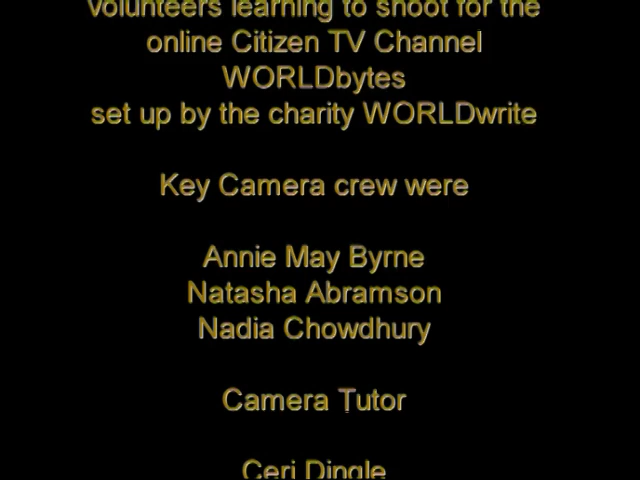 volunteers learning to shoot for the
online Citizen TV Channel
WORLDbytes
set up by the charity WORLDwrite
Key Camera crew were
Annie May Byrne
Natasha Abramson
Nadia Chowdhury
Camera Tutor
Ceri Dingle